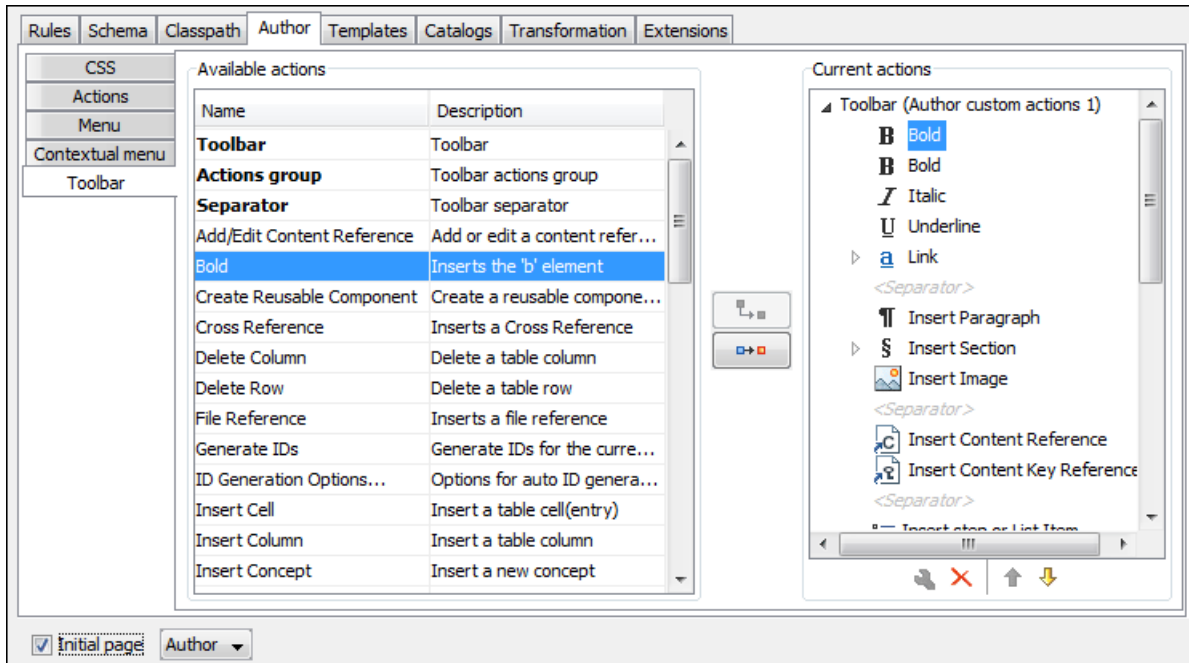 Rules Schema Classpath Author Templates Catalogs Transformation Extensions
CSS
Actions
Menu
Contextual menu
Toolbar
Available actions
Name Description
Toolbar Toolbar
Actions group Toolbar actions group
Separator Toolbar separator
Add/Edit Content Reference Add or edit a content refer...
Bold Inserts the 'b' element
Create Reusable Component Create a reusable compone...
Cross Reference Inserts a Cross Reference
Delete Column Delete a table column
Delete Row Delete a table row
File Reference Inserts a file reference
Generate IDs Generate IDs for the curre...
ID Generation Options... Options for auto ID genera...
Insert Cell Insert a table cell(entry)
Insert Column Insert a table column
Insert Concept Insert a new concept
Current actions
Toolbar (Author custom actions 1)
B Bold
B Bold
I Italic
U Underline
a Link
<Separator>
¶ Insert Paragraph
§ Insert Section
Insert Image
<Separator>
Insert Content Reference
Insert Content Key Reference
<Separator>
Insert step or List Item
Initial page Author